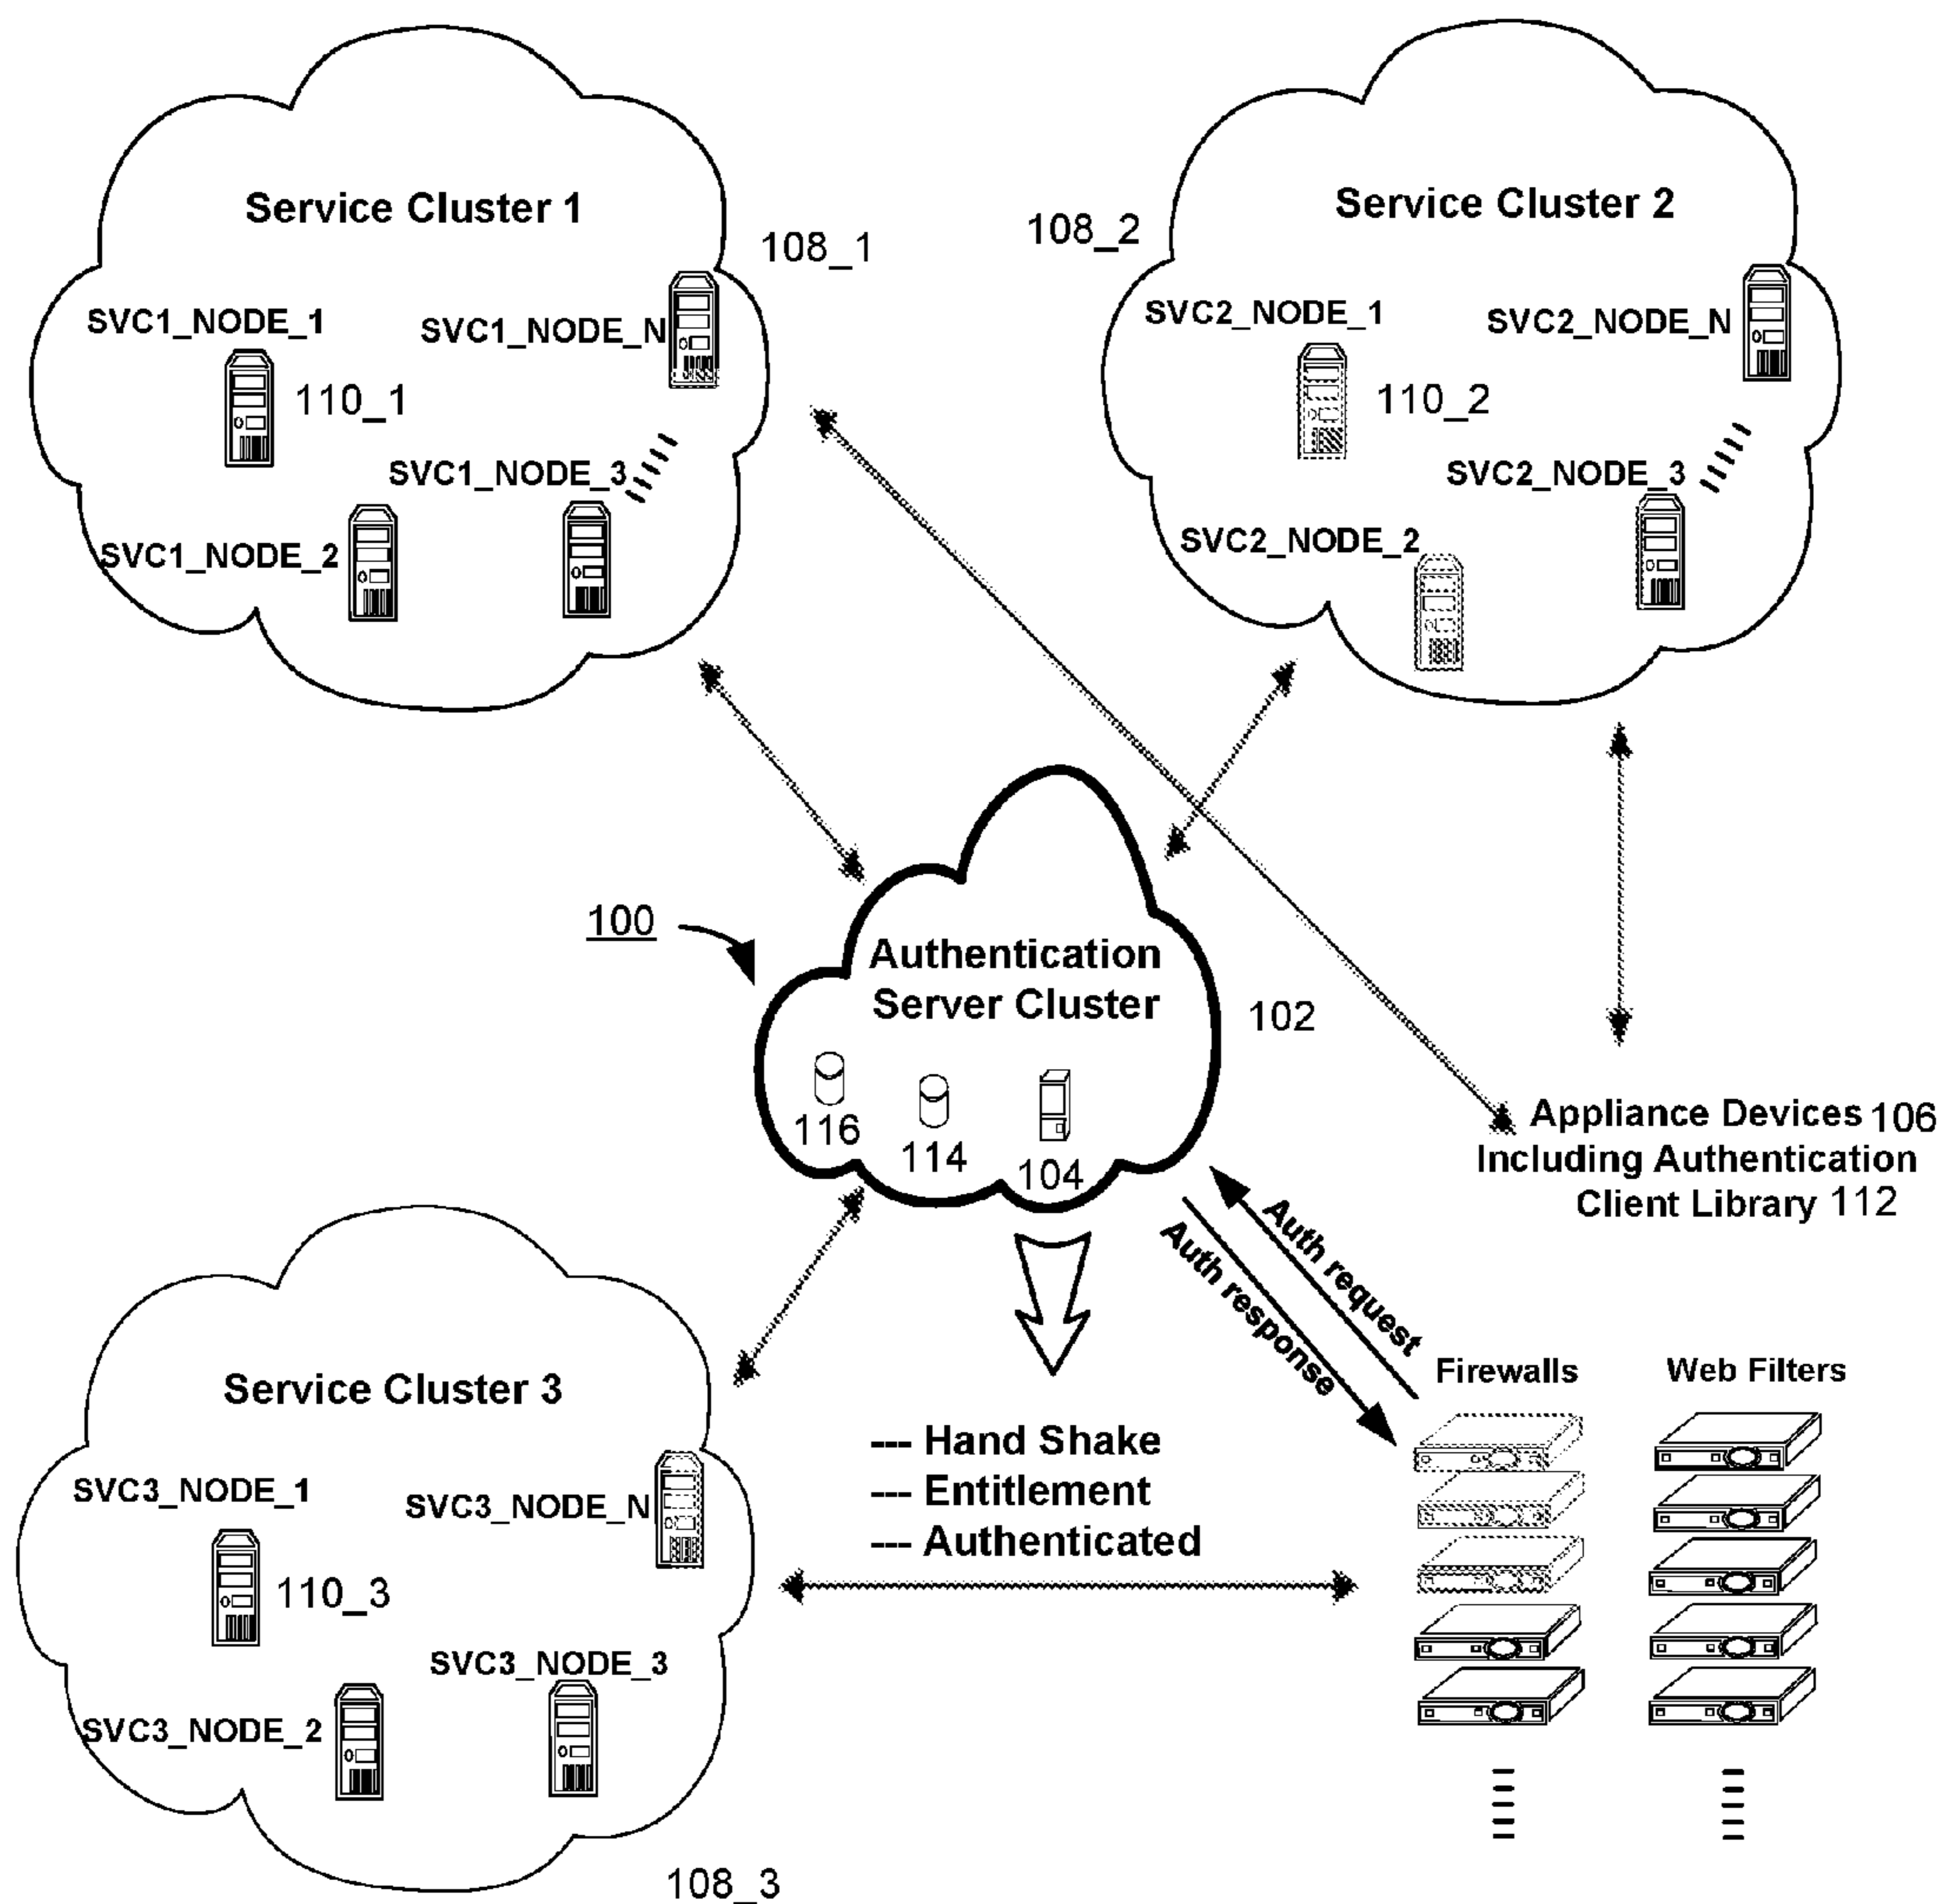 Service Cluster 1
108_1
SVC1_NODE_1
SVC1_NODE_N
110_1
SVC1_NODE_3
SVC1_NODE_2
Service Cluster 2
108_2
SVC2_NODE_1
SVC2_NODE_N
110_2
SVC2_NODE_3
SVC2_NODE_2
100
Authentication
Server Cluster
102
116
114
104
Appliance Devices 106
Including Authentication
Client Library 112
Auth request
Auth response
Firewalls
Web Filters
--- Hand Shake
--- Entitlement
--- Authenticated
Service Cluster 3
SVC3_NODE_1
SVC3_NODE_N
110_3
SVC3_NODE_3
SVC3_NODE_2
108_3